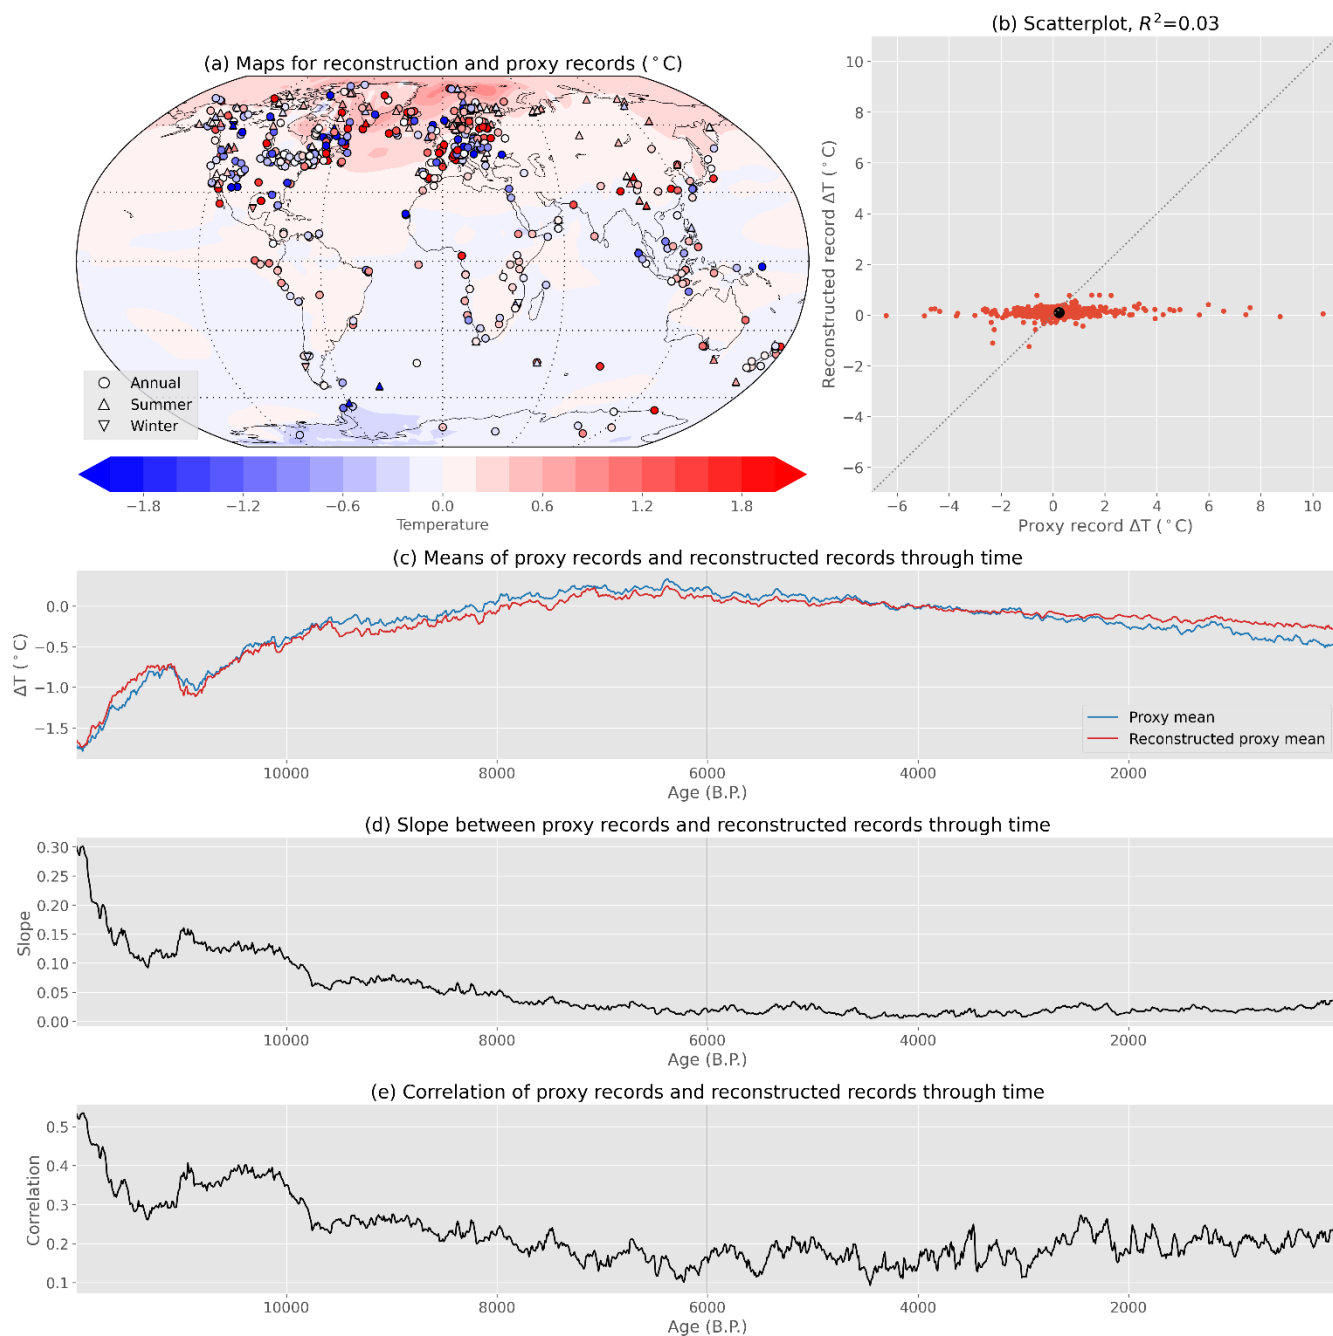 (a) Maps for reconstruction and proxy records (°C)
Annual
Summer
Winter
−1.8 −1.2 −0.6 0.0 0.6 1.2 1.8
Temperature
(b) Scatterplot, R²=0.03
Reconstructed record ΔT (°C)
10
8
6
4
2
0
−2
−4
−6
−6 −4 −2 0 2 4 6 8 10
Proxy record ΔT (°C)
(c) Means of proxy records and reconstructed records through time
ΔT (°C)
0.0
−0.5
−1.0
−1.5
Proxy mean
Reconstructed proxy mean
10000 8000 6000 4000 2000
Age (B.P.)
(d) Slope between proxy records and reconstructed records through time
Slope
0.30
0.25
0.20
0.15
0.10
0.05
0.00
10000 8000 6000 4000 2000
Age (B.P.)
(e) Correlation of proxy records and reconstructed records through time
Correlation
0.5
0.4
0.3
0.2
0.1
10000 8000 6000 4000 2000
Age (B.P.)